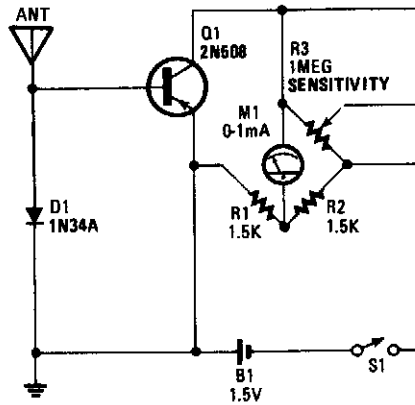 ANT
Q1
2N508
R3
1MEG
SENSITIVITY
M1
0-1mA
D1
1N34A
R1
1.5K
R2
1.5K
B1
1.5V
S1